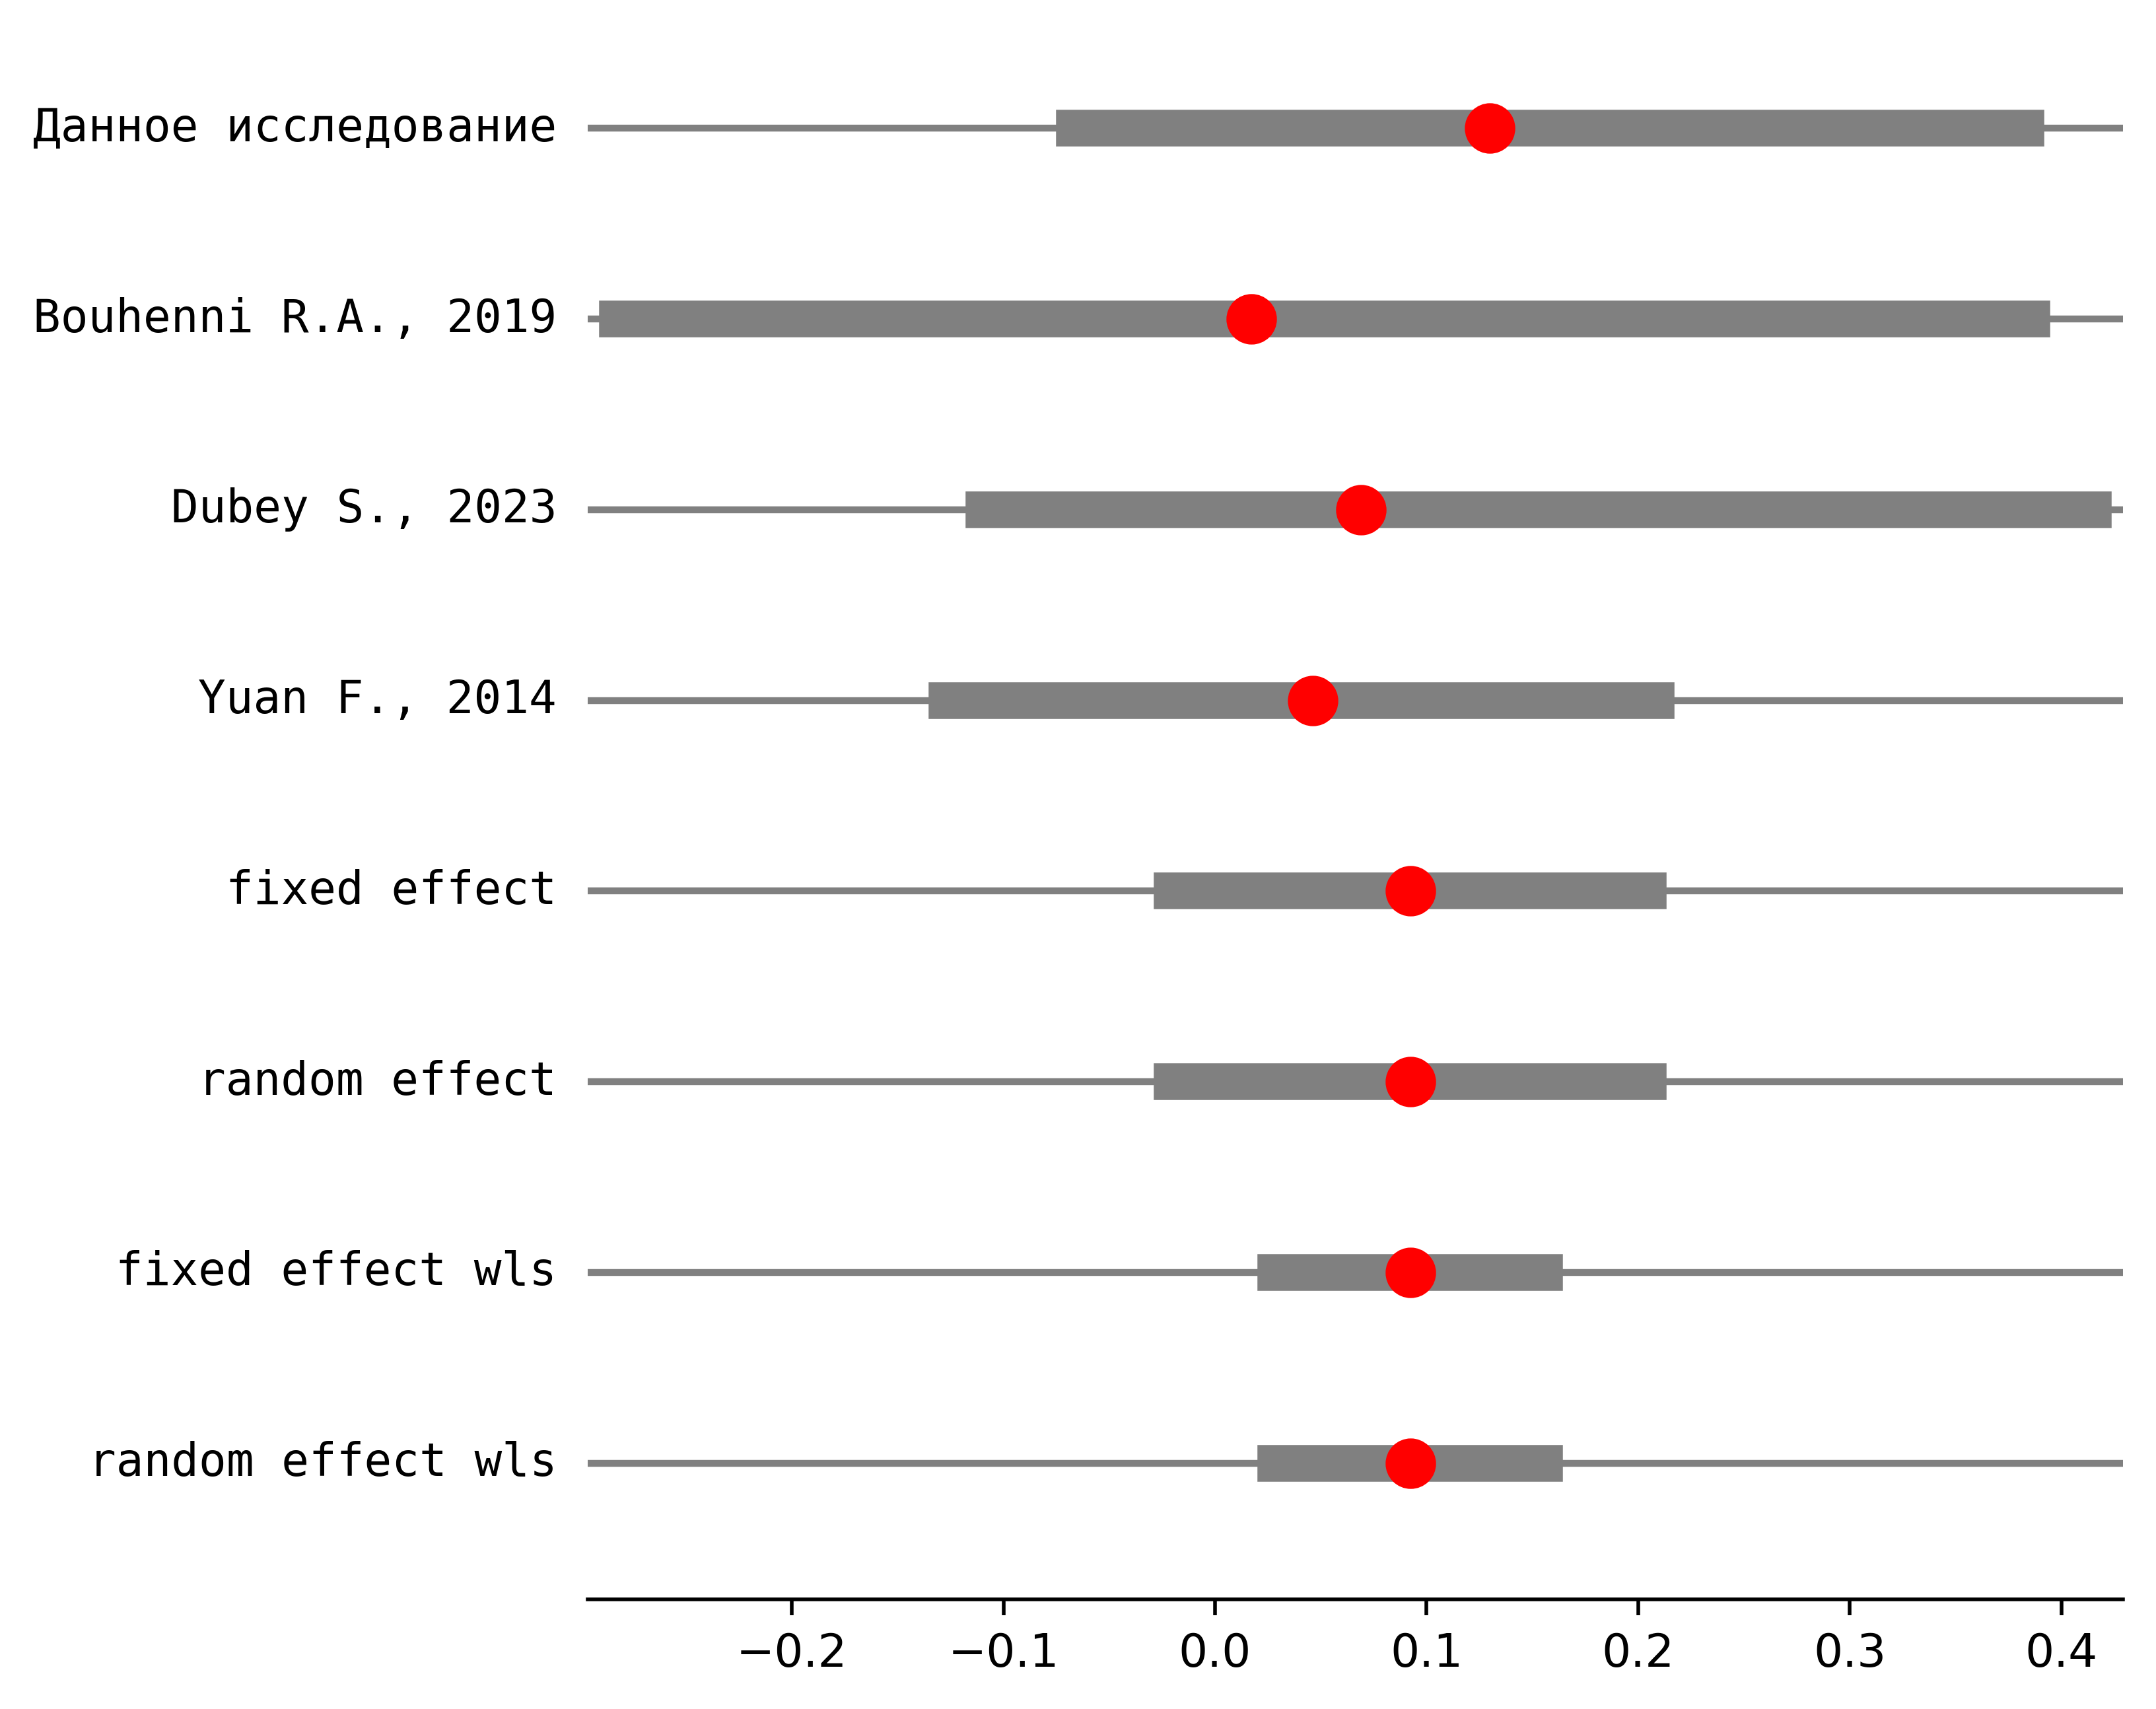 Данное исследование
Bouhenni R.A., 2019
Dubey S., 2023
Yuan F., 2014
fixed effect
random effect
fixed effect wls
random effect wls
−0.2 −0.1 0.0 0.1 0.2 0.3 0.4